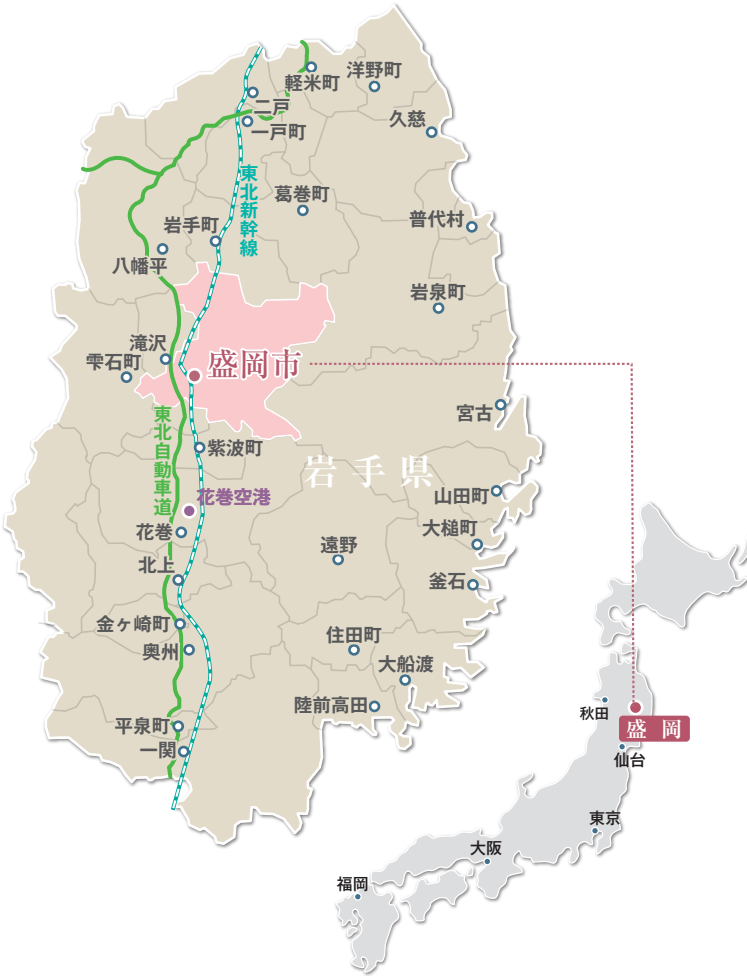 洋野町
軽米町
二戸
久慈
一戸町
東北新幹線
葛巻町
普代村
岩手町
八幡平
岩泉町
滝沢
雫石町
盛岡市
宮古
東北自動車道
紫波町
岩手県
花巻空港
山田町
大槌町
花巻
遠野
北上
釜石
金ヶ崎町
住田町
奥州
大船渡
陸前高田
秋田
平泉町
盛岡
一関
仙台
東京
大阪
福岡